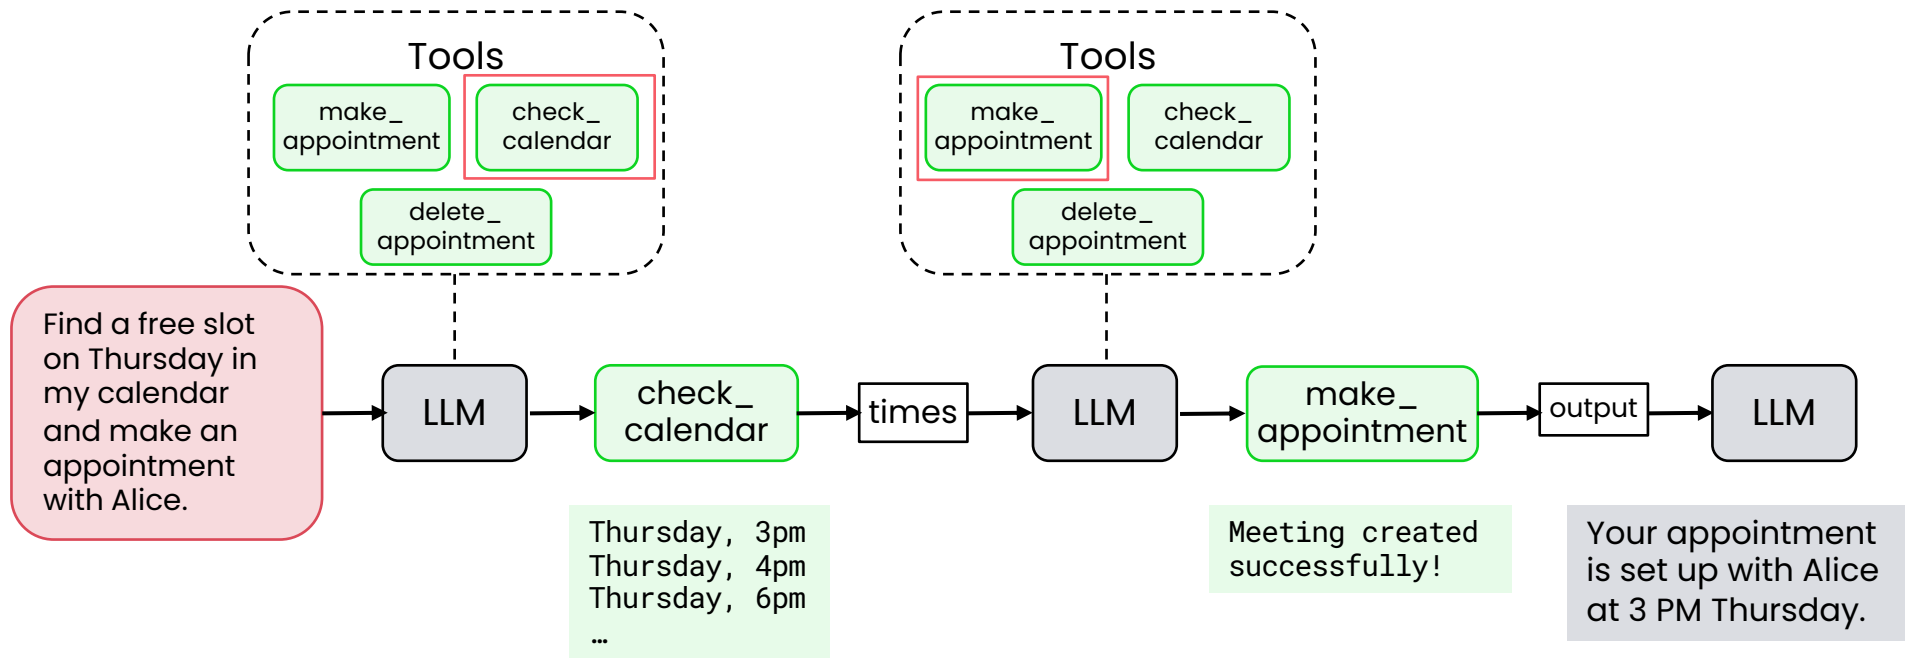 Tools
make_
appointment
check_
calendar
delete_
appointment
Tools
make_
appointment
check_
calendar
delete_
appointment
Find a free slot
on Thursday in
my calendar
and make an
appointment
with Alice.
LLM
check_
calendar
times
LLM
make_
appointment
output
LLM
Thursday, 3pm
Thursday, 4pm
Thursday, 6pm
…
Meeting created
successfully!
Your appointment
is set up with Alice
at 3 PM Thursday.